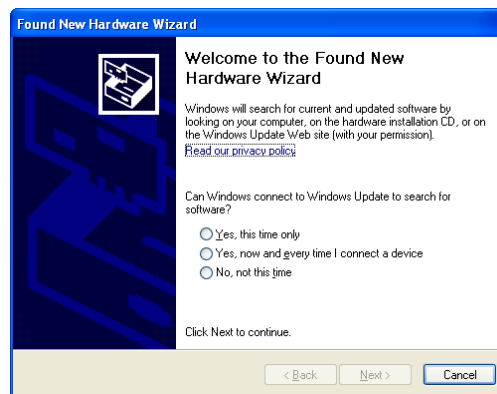 Found New Hardware Wizard
Welcome to the Found New
Hardware Wizard
Windows will search for current and updated software by
looking on your computer, on the hardware installation CD, or on
the Windows Update Web site (with your permission).
Read our privacy policy
Can Windows connect to Windows Update to search for
software?
Yes, this time only
Yes, now and every time I connect a device
No, not this time
Click Next to continue.
< Back Next > Cancel